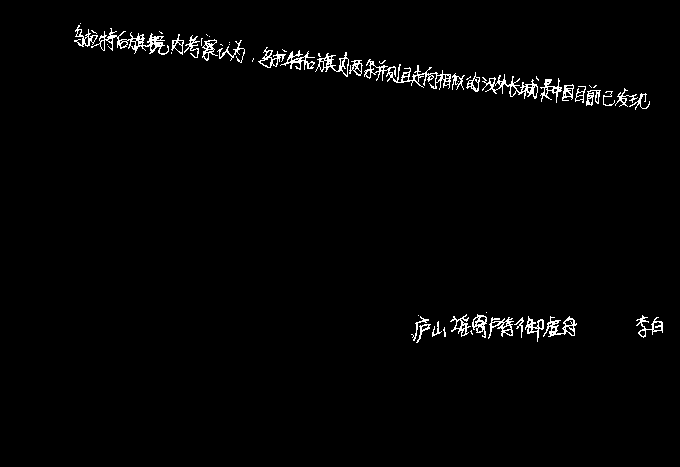 乌拉特后旗境内考察认为，乌拉特后旗内两条并列且走向相似的汉外长城是中国目前已发现
庐山谣寄卢侍御虚舟 李白